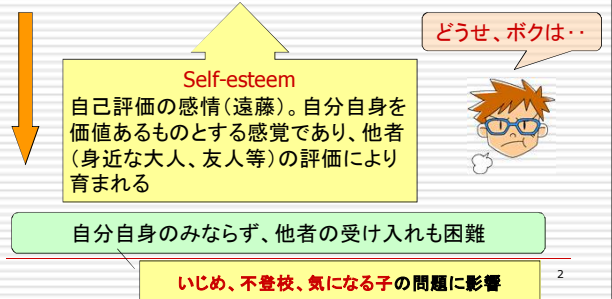 どうせ、ボクは‥
Self-esteem
自己評価の感情(遠藤)。自分自身を
価値あるものとする感覚であり、他者
(身近な大人、友人等)の評価により
育まれる
自分自身のみならず、他者の受け入れも困難
いじめ、不登校、気になる子の問題に影響
2